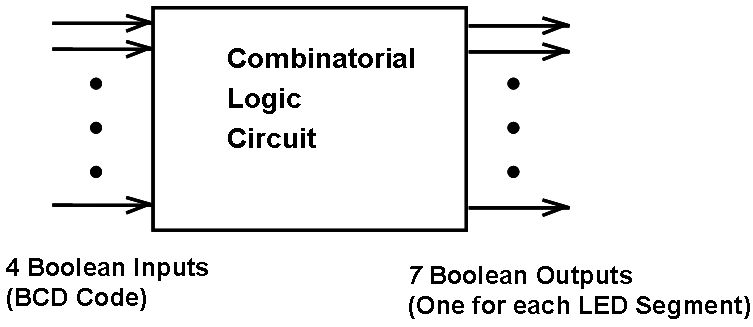 Combinatorial
Logic
Circuit
4 Boolean Inputs
(BCD Code)
7 Boolean Outputs
(One for each LED Segment)